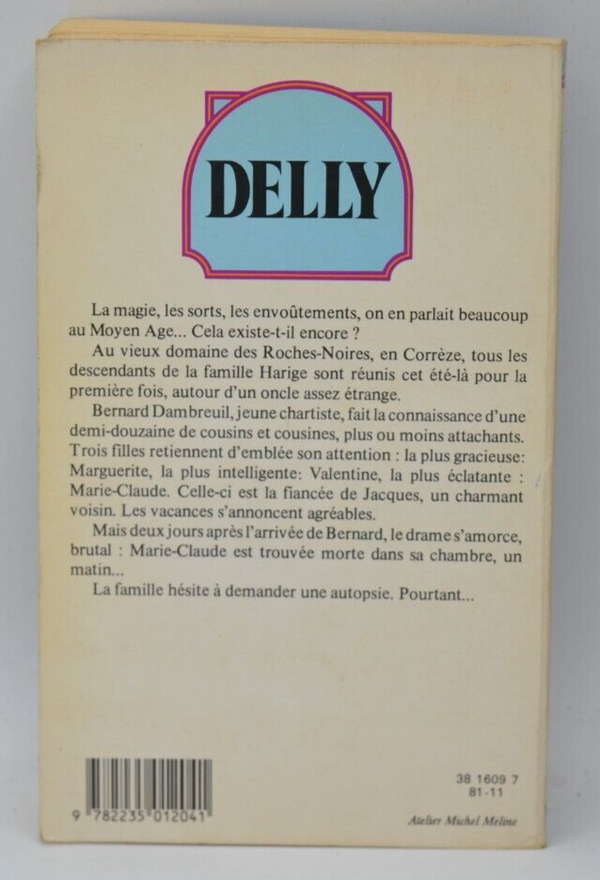 DELLY
La magie, les sorts, les envoûtements, on en parlait beaucoup
au Moyen Age... Cela existe-t-il encore ?
Au vieux domaine des Roches-Noires, en Corrèze, tous les
descendants de la famille Harige sont réunis cet été-là pour la
première fois, autour d'un oncle assez étrange.
Bernard Dambreuil, jeune chartiste, fait la connaissance d'une
demi-douzaine de cousins et cousines, plus ou moins attachants.
Trois filles retiennent d'emblée son attention : la plus gracieuse:
Marguerite, la plus intelligente: Valentine, la plus éclatante :
Marie-Claude. Celle-ci est la fiancée de Jacques, un charmant
voisin. Les vacances s'annoncent agréables.
Mais deux jours après l'arrivée de Bernard, le drame s'amorce,
brutal : Marie-Claude est trouvée morte dans sa chambre, un
matin...
La famille hésite à demander une autopsie. Pourtant...
38 1609 7
81-11
9 782235 012041
Atelier Michel Meline